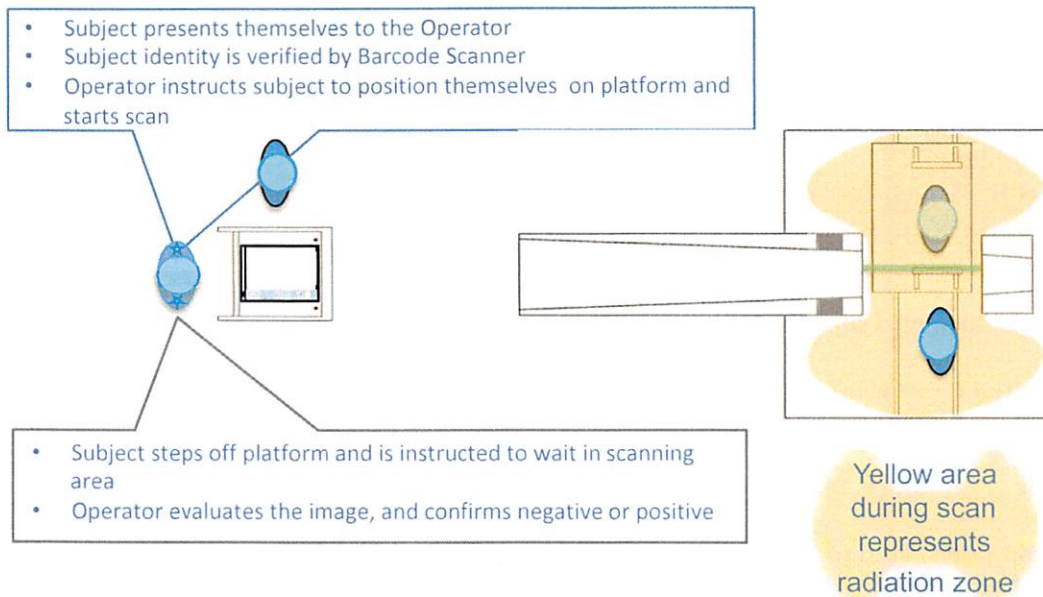 • Subject presents themselves to the Operator
• Subject identity is verified by Barcode Scanner
• Operator instructs subject to position themselves on platform and
starts scan
• Subject steps off platform and is instructed to wait in scanning
area
• Operator evaluates the image, and confirms negative or positive
Yellow area
during scan
represents
radiation zone